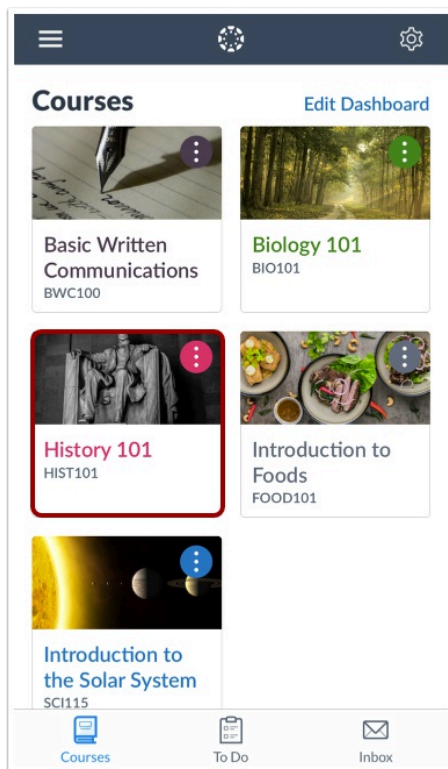 Courses
Edit Dashboard
Basic Written
Communications
BWC100
Biology 101
BIO101
History 101
HIST101
Introduction to
Foods
FOOD101
Introduction to
the Solar System
SCI115
Courses
To Do
Inbox